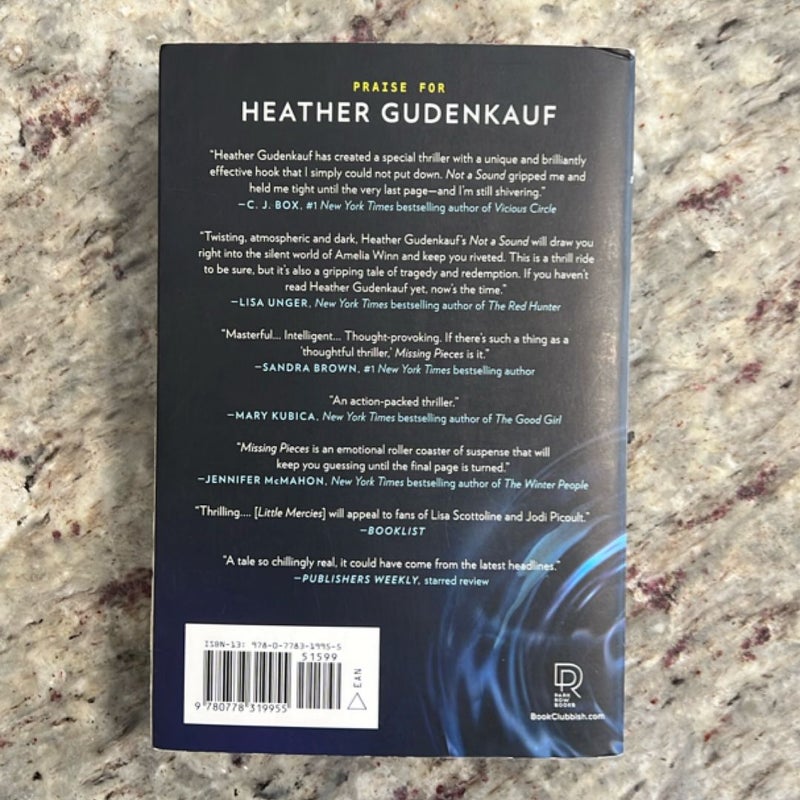 PRAISE FOR
HEATHER GUDENKAUF
"Heather Gudenkauf has created a special thriller with a unique and brilliantly
effective hook that I simply could not put down. Not a Sound gripped me and
held me tight until the very last page—and I'm still shivering."
—C. J. BOX, #1 New York Times bestselling author of Vicious Circle
"Twisting, atmospheric and dark, Heather Gudenkauf's Not a Sound will draw you
right into the silent world of Amelia Winn and keep you riveted. This is a thrill ride
to be sure, but it's also a gripping tale of tragedy and redemption. If you haven't
read Heather Gudenkauf yet, now's the time."
—LISA UNGER, New York Times bestselling author of The Red Hunter
"Masterful... Intelligent... Thought-provoking. If there's such a thing as a
'thoughtful thriller,' Missing Pieces is it."
—SANDRA BROWN, #1 New York Times bestselling author
"An action-packed thriller."
—MARY KUBICA, New York Times bestselling author of The Good Girl
"Missing Pieces is an emotional roller coaster of suspense that will
keep you guessing until the final page is turned."
—JENNIFER McMAHON, New York Times bestselling author of The Winter People
"Thrilling.... [Little Mercies] will appeal to fans of Lisa Scottoline and Jodi Picoult."
—BOOKLIST
"A tale so chillingly real, it could have come from the latest headlines."
—PUBLISHERS WEEKLY, starred review
ISBN-13: 978-0-7783-1995-5
51599
EAN
9 780778 319955
PARK
ROW
BOOKS
BookClubbish.com